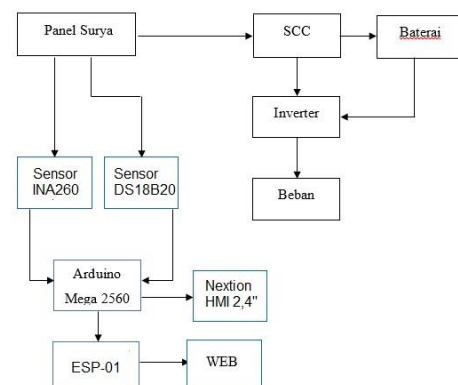 Panel Surya
SCC
Baterai
Inverter
Sensor
INA260
Sensor
DS18B20
Beban
Arduino
Mega 2560
Nextion
HMI 2,4"
ESP-01
WEB